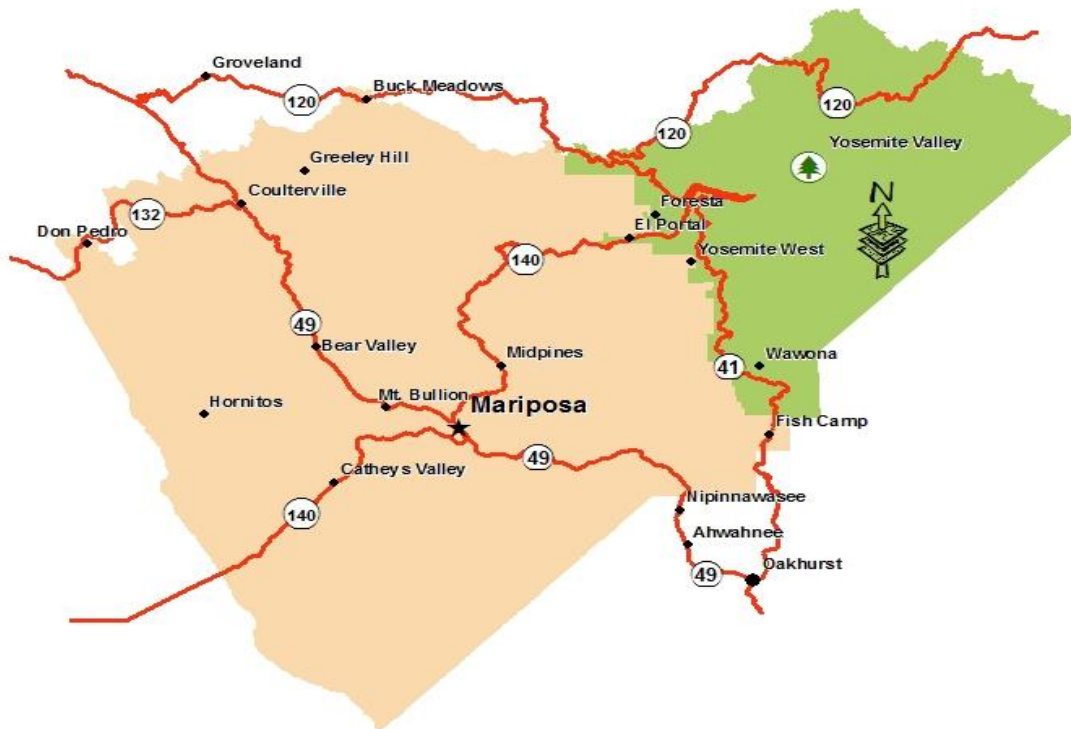 Groveland
120
Buck Meadows
120
120
Yosemite Valley
Greeley Hill
Coulterville
132
Don Pedro
Foresta
El Portal
N
Yosemite West
140
49
Bear Valley
Midpines
41
Wawona
Hornitos
Mt. Bullion
Mariposa
Fish Camp
49
Catheys Valley
140
Nipinnawasee
Ahwahnee
49
Oakhurst